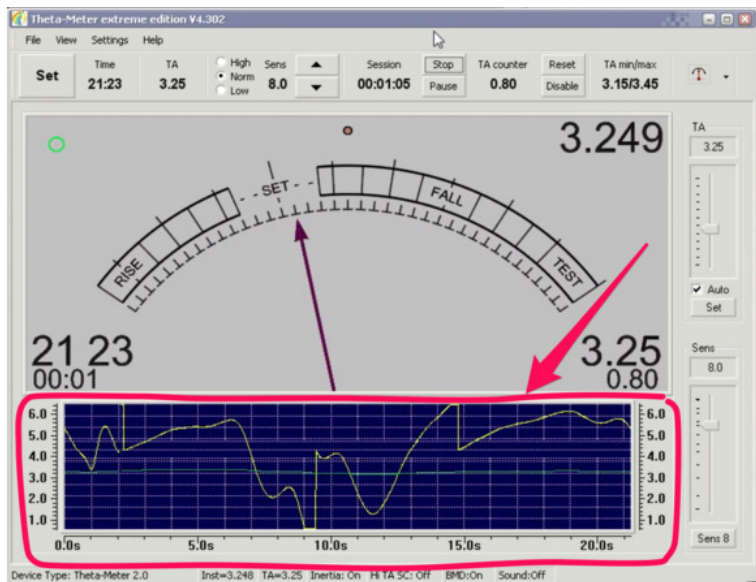 Theta-Meter extreme edition V4.302
File View Settings Help
Set
Time TA High Sens Session Stop TA counter Reset TA min/max
21:23 3.25 Norm 8.0 00:01:05 Pause 0.80 Disable 3.15/3.45
Low
3.249
RISE SET FALL TEST
21 23 3.25
00:01 0.80
TA
3.25
Auto
Set
Sens
8.0
Sens 8
6.0 6.0
5.0 5.0
4.0 4.0
3.0 3.0
2.0 2.0
1.0 1.0
0.0s 5.0s 10.0s 15.0s 20.0s
Device Type: Theta-Meter 2.0 Inst=3.248 TA=3.25 Inertia: On Hi TA SC: Off BMD:On Sound:Off